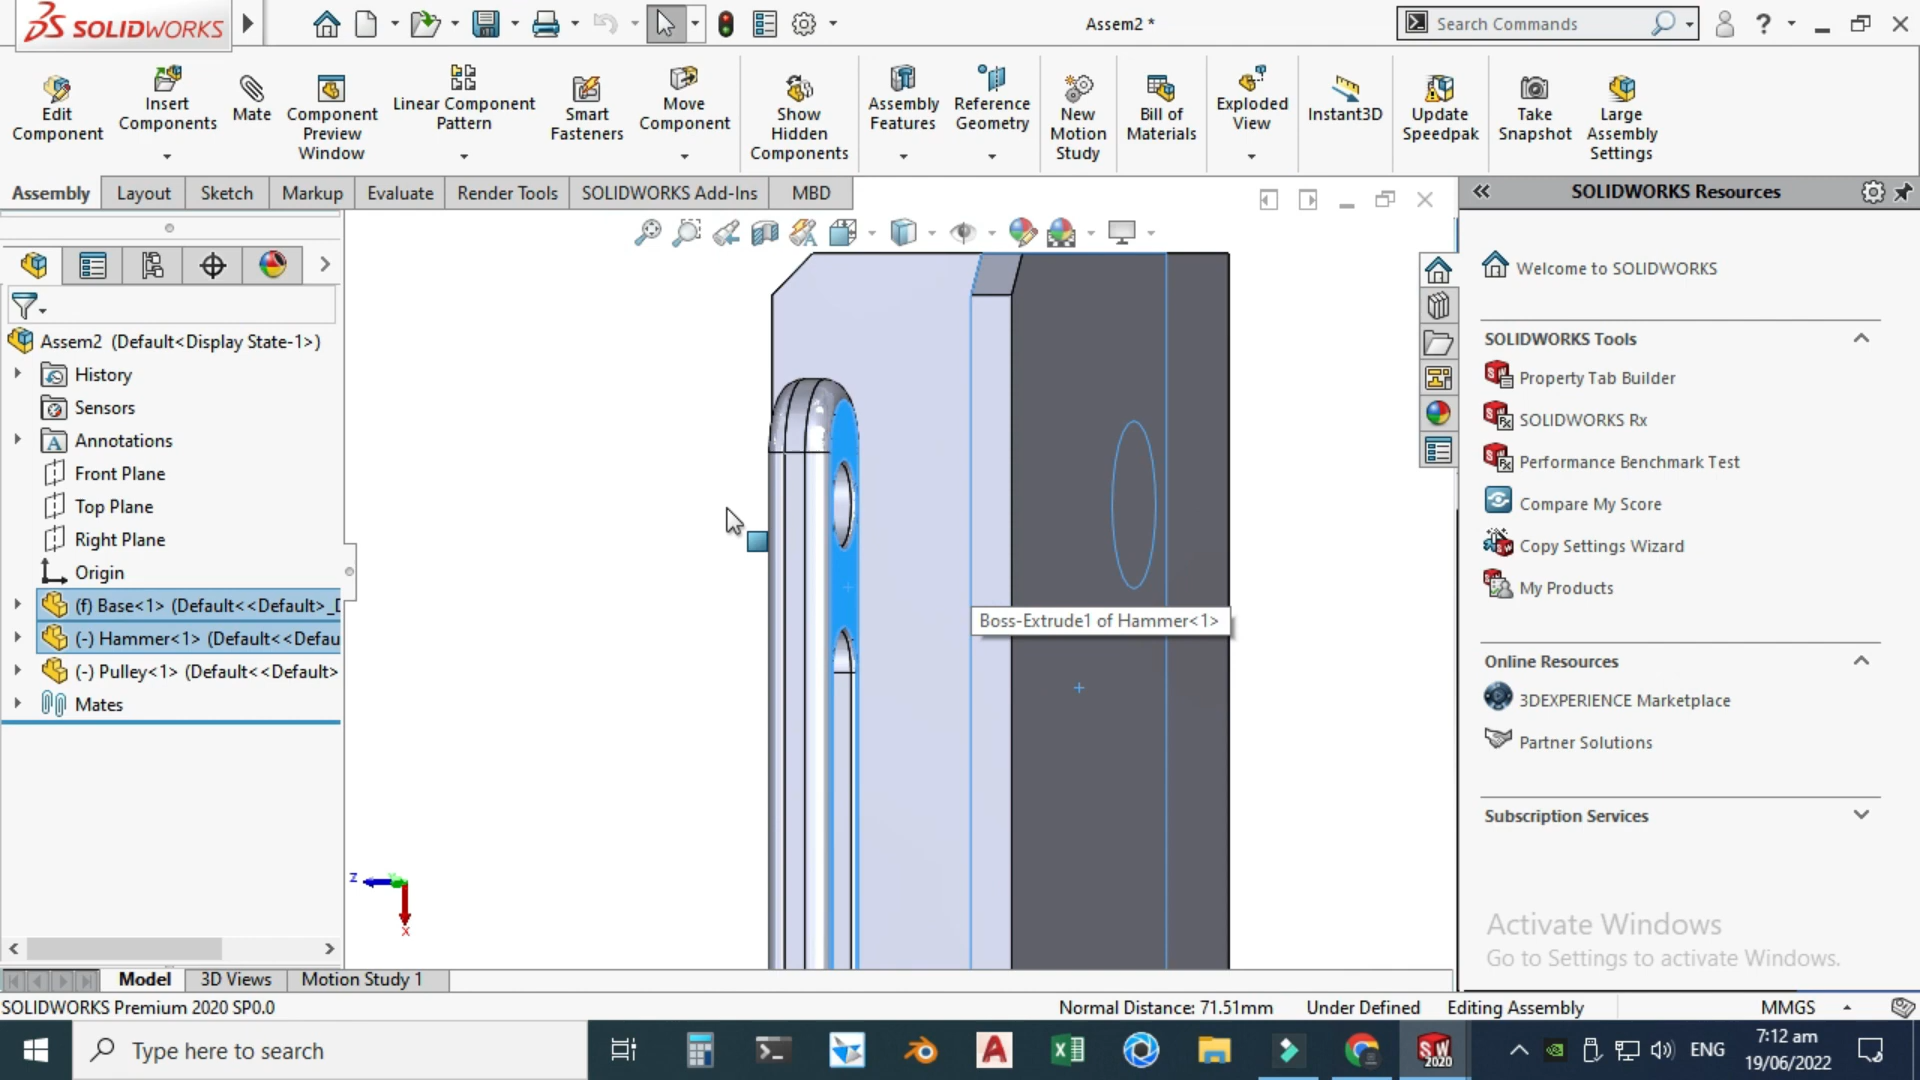 SOLIDWORKS
Assem2 *
Search Commands
Edit Component
Insert Components
Mate
Component Preview Window
Linear Component Pattern
Smart Fasteners
Move Component
Show Hidden Components
Assembly Features
Reference Geometry
New Motion Study
Bill of Materials
Exploded View
Instant3D
Update Speedpak
Take Snapshot
Large Assembly Settings
Assembly
Layout
Sketch
Markup
Evaluate
Render Tools
SOLIDWORKS Add-Ins
MBD
SOLIDWORKS Resources
Assem2 (Default<Display State-1>)
History
Sensors
Annotations
Front Plane
Top Plane
Right Plane
Origin
(f) Base<1> (Default<<Default>_D
(-) Hammer<1> (Default<<Defau
(-) Pulley<1> (Default<<Default>
Mates
Boss-Extrude1 of Hammer<1>
z
x
Welcome to SOLIDWORKS
SOLIDWORKS Tools
Property Tab Builder
SOLIDWORKS Rx
Performance Benchmark Test
Compare My Score
Copy Settings Wizard
My Products
Online Resources
3DEXPERIENCE Marketplace
Partner Solutions
Subscription Services
Activate Windows
Go to Settings to activate Windows.
Model
3D Views
Motion Study 1
SOLIDWORKS Premium 2020 SP0.0
Normal Distance: 71.51mm
Under Defined
Editing Assembly
MMGS
Type here to search
SW 2020
ENG
7:12 am
19/06/2022